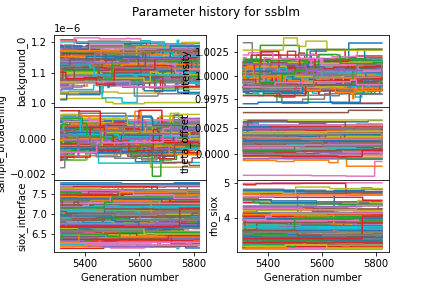 Parameter history for ssblm
1e−6
background_0
1.2
1.1
1.0
intensity
1.0025
1.0000
0.9975
sample_broadening
0.000
−0.002
theta_offset
0.0025
0.0000
siox_interface
7.5
7.0
6.5
rho_siox
5
4
5400 5600 5800
5400 5600 5800
Generation number
Generation number